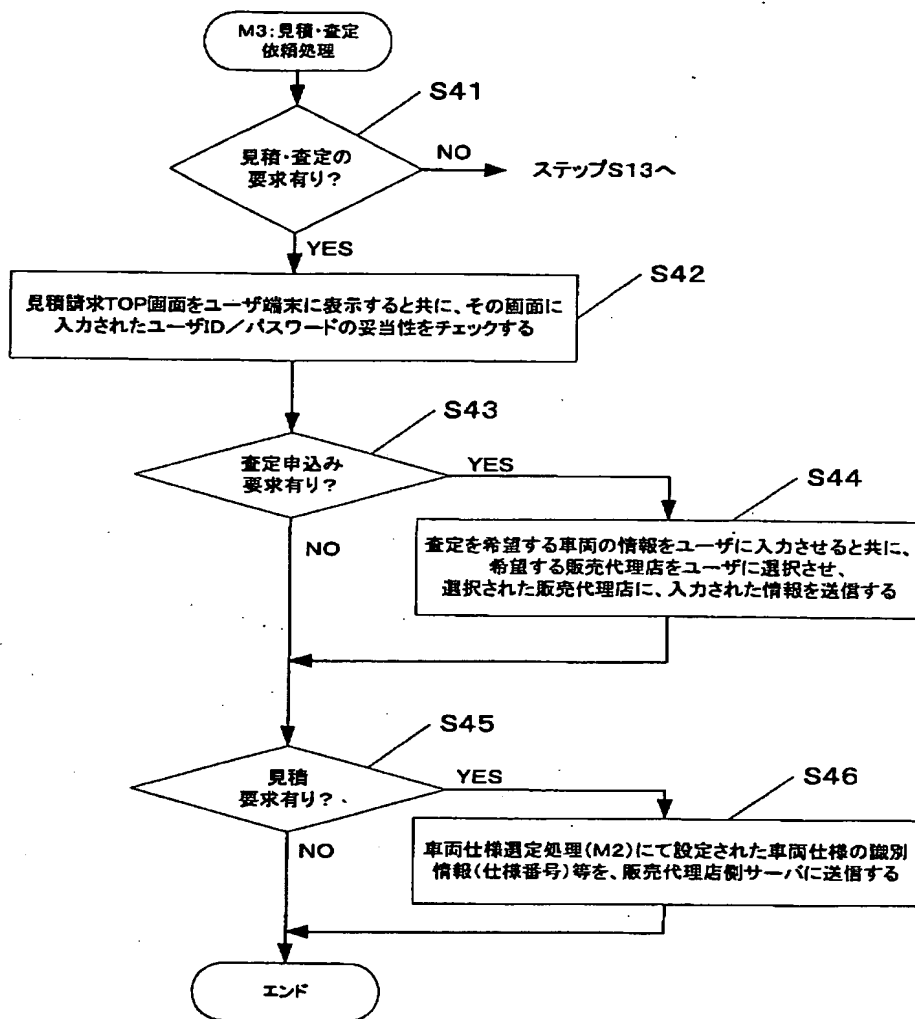 M3:見積・査定
依頼処理
S41
見積・査定の
要求有り?
NO
ステップS13へ
YES
S42
見積請求TOP画面をユーザ端末に表示すると共に、その画面に
入力されたユーザID/パスワードの妥当性をチェックする
S43
査定申込み
要求有り?
YES
S44
NO
査定を希望する車両の情報をユーザに入力させると共に、
希望する販売代理店をユーザに選択させ、
選択された販売代理店に、入力された情報を送信する
S45
見積
要求有り?
YES
S46
NO
車両仕様選定処理(M2)にて設定された車両仕様の識別
情報(仕様番号)等を、販売代理店側サーバに送信する
エンド